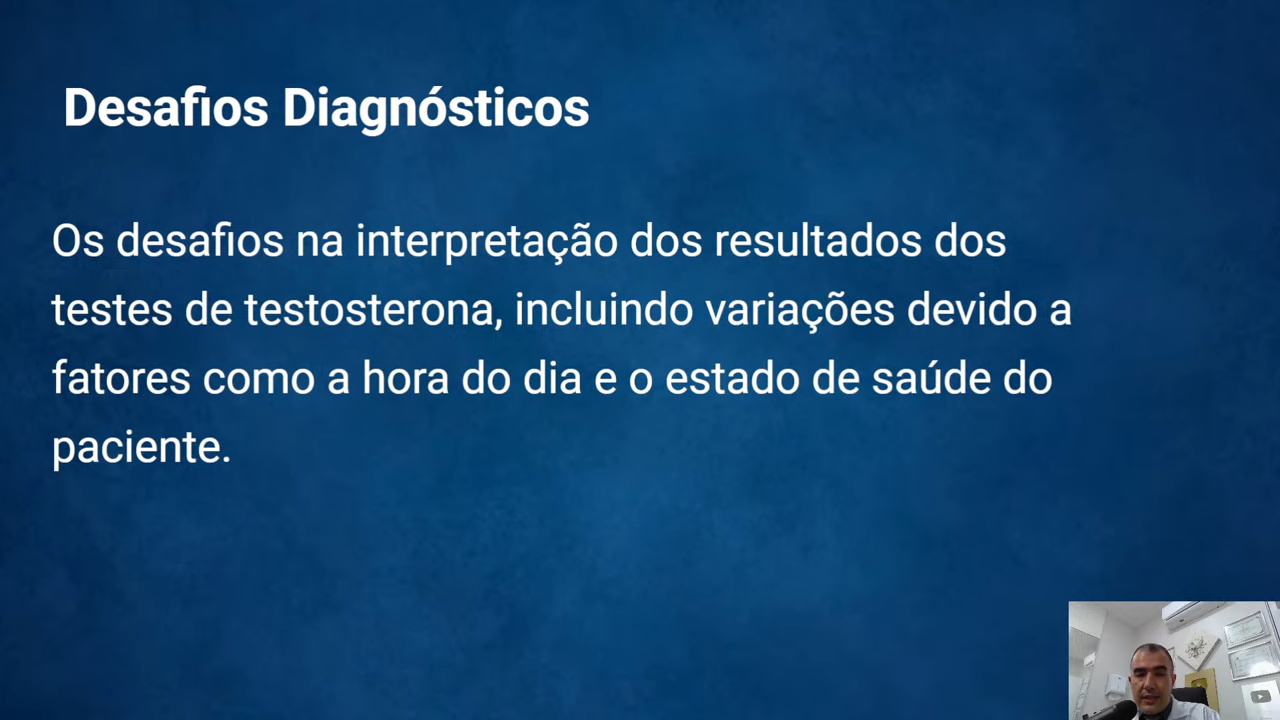 Desafios Diagnósticos
Os desafios na interpretação dos resultados dos
testes de testosterona, incluindo variações devido a
fatores como a hora do dia e o estado de saúde do
paciente.